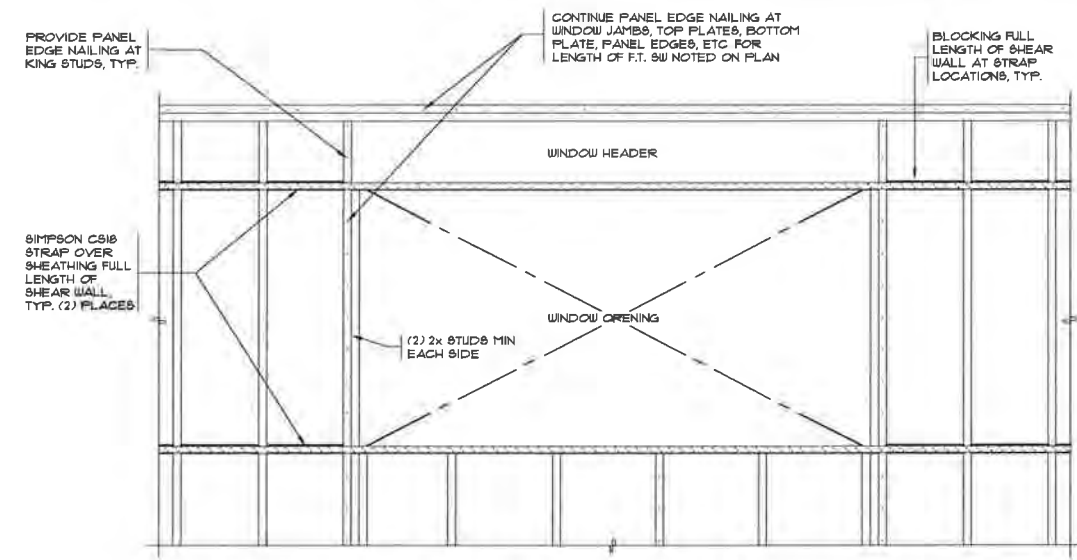 PROVIDE PANEL
EDGE NAILING AT
KING STUDS, TYP.
CONTINUE PANEL EDGE NAILING AT
WINDOW JAMBS, TOP PLATES, BOTTOM
PLATE, PANEL EDGES, ETC FOR
LENGTH OF F.T. SW NOTED ON PLAN
BLOCKING FULL
LENGTH OF SHEAR
WALL AT STRAP
LOCATIONS, TYP.
WINDOW HEADER
SIMPSON CS18
STRAP OVER
SHEATHING FULL
LENGTH OF
SHEAR WALL,
TYP. (2) PLACES
WINDOW OPENING
(2) 2x STUDS MIN
EACH SIDE